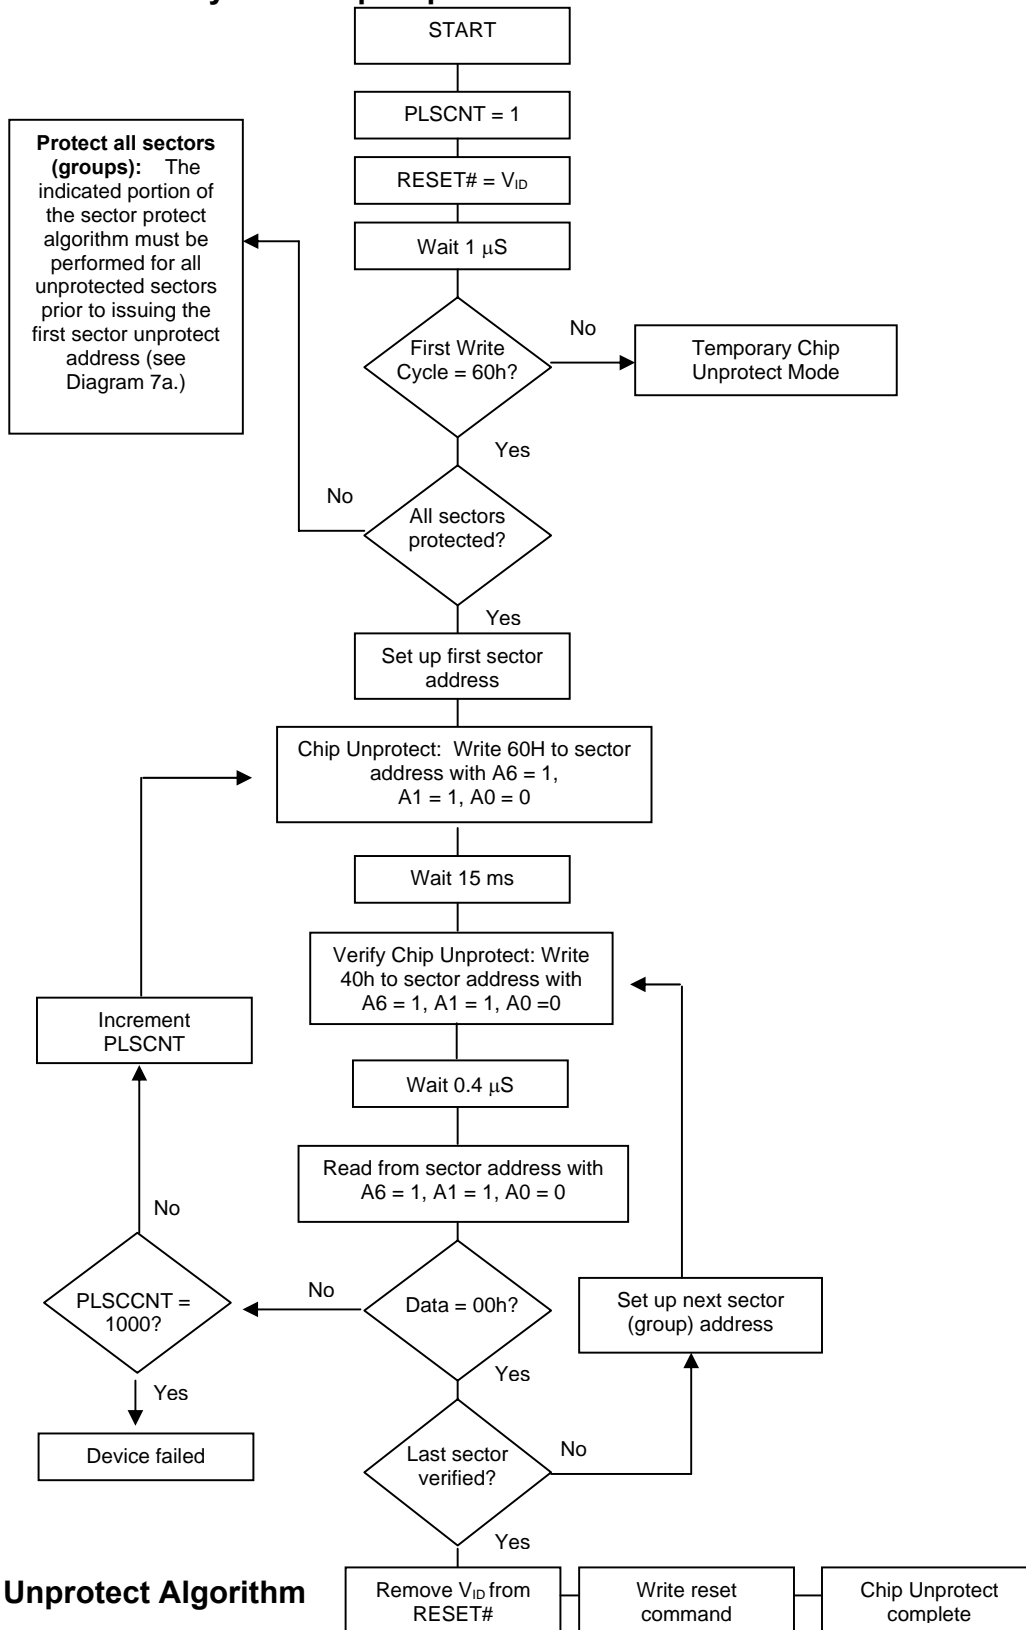 START
PLSCNT = 1
RESET# = VID
Wait 1 μS
Protect all sectors
(groups): The
indicated portion of
the sector protect
algorithm must be
performed for all
unprotected sectors
prior to issuing the
first sector unprotect
address (see
Diagram 7a.)
First Write
Cycle = 60h?
No
Temporary Chip
Unprotect Mode
Yes
No
All sectors
protected?
Yes
Set up first sector
address
Chip Unprotect: Write 60H to sector
address with A6 = 1,
A1 = 1, A0 = 0
Wait 15 ms
Verify Chip Unprotect: Write
40h to sector address with
A6 = 1, A1 = 1, A0 =0
Increment
PLSCNT
Wait 0.4 μS
Read from sector address with
A6 = 1, A1 = 1, A0 = 0
No
PLSCCNT =
1000?
No
Data = 00h?
Set up next sector
(group) address
Yes
Yes
Device failed
Last sector
verified?
No
Yes
Unprotect Algorithm
Remove VID from
RESET#
Write reset
command
Chip Unprotect
complete